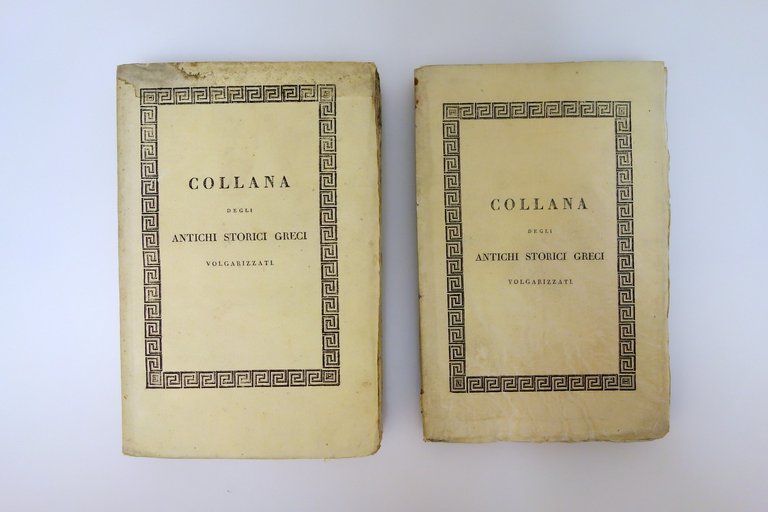 COLLANA
DEGLI
ANTICHI STORICI GRECI
VOLGARIZZATI.
COLLANA
DEGLI
ANTICHI STORICI GRECI
VOLGARIZZATI